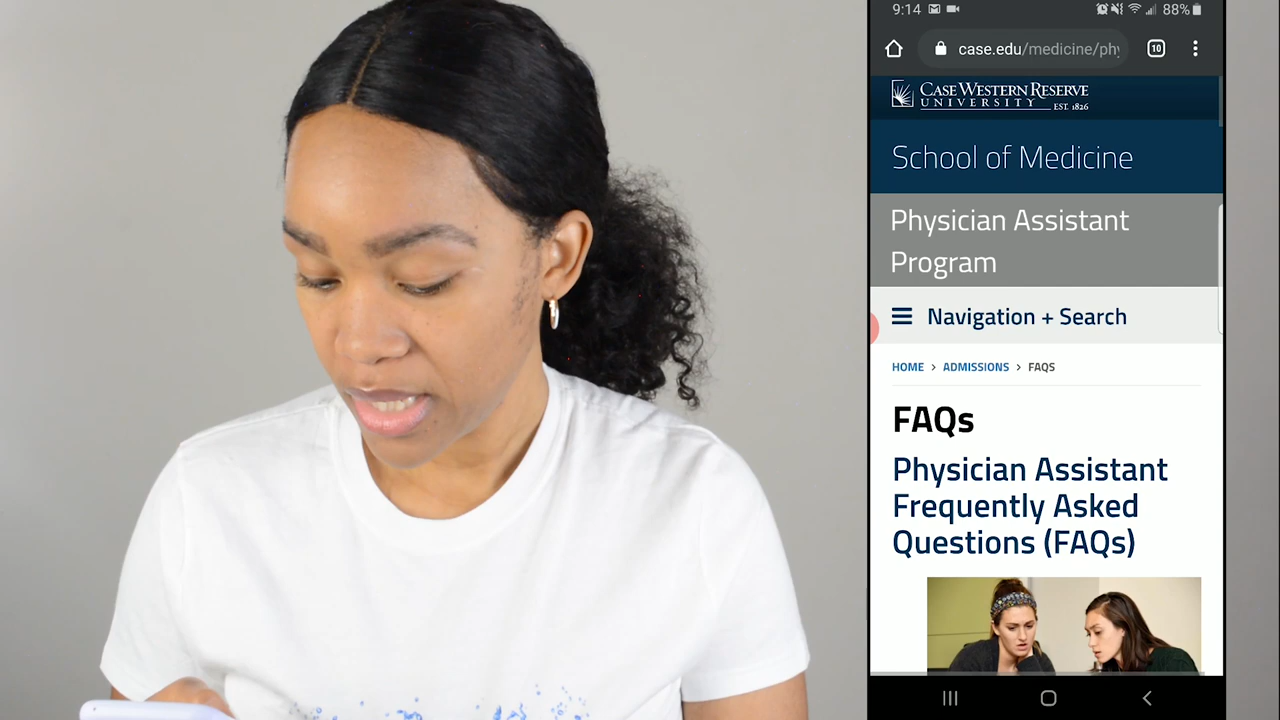 9:14 88%
case.edu/medicine/phy
10
CASE WESTERN RESERVE
UNIVERSITY EST. 1826
School of Medicine
Physician Assistant
Program
Navigation + Search
HOME > ADMISSIONS > FAQS
FAQs
Physician Assistant
Frequently Asked
Questions (FAQs)